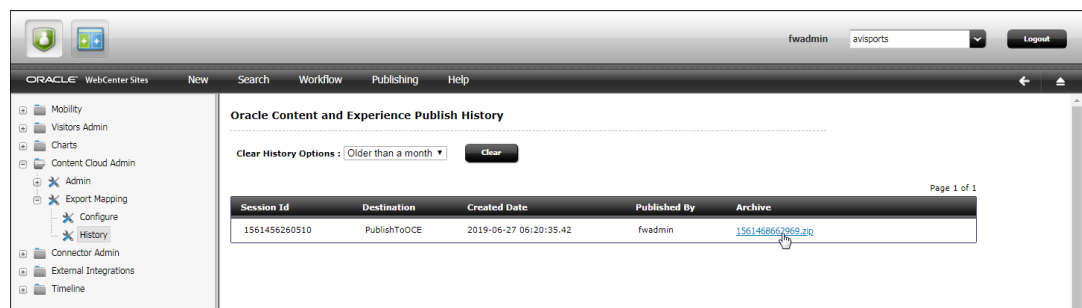 fwadmin avisports Logout
ORACLE WebCenter Sites New Search Workflow Publishing Help
Mobility
Visitors Admin
Charts
Content Cloud Admin
Admin
Export Mapping
Configure
History
Connector Admin
External Integrations
Timeline
Oracle Content and Experience Publish History
Clear History Options : Older than a month Clear
Page 1 of 1
Session Id Destination Created Date Published By Archive
1561456260510 PublishToOCE 2019-06-27 06:20:35.42 fwadmin 1561468662969.zip